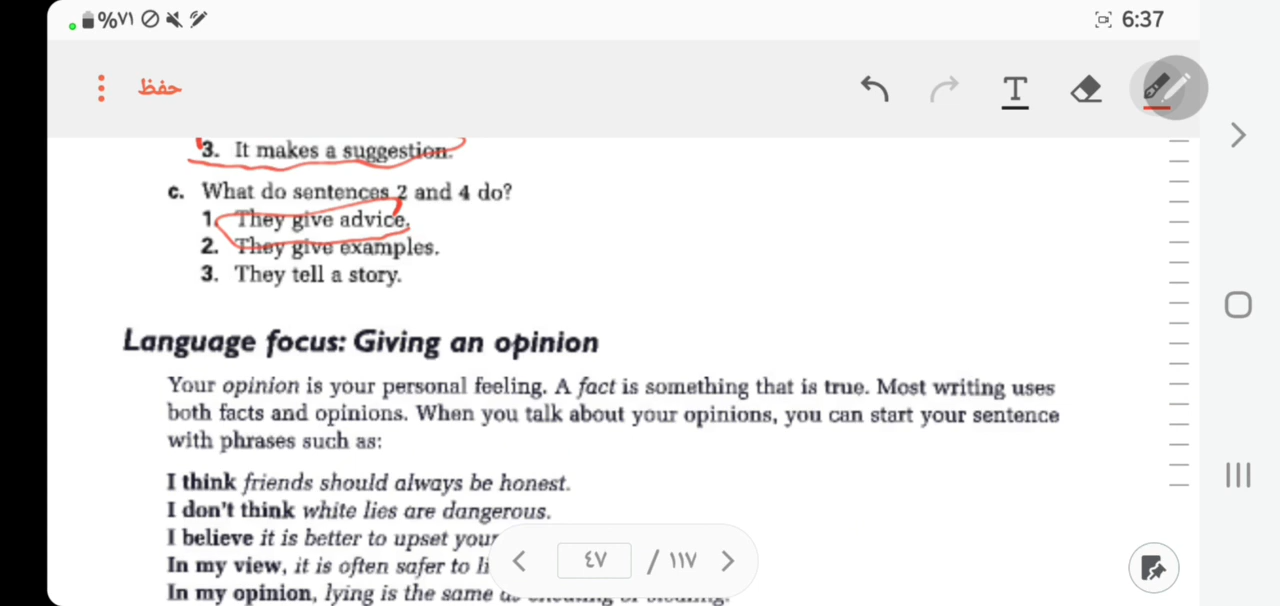 %٧١ 6:37
حفظ T
3. It makes a suggestion.
c. What do sentences 2 and 4 do?
1. They give advice.
2. They give examples.
3. They tell a story.
Language focus: Giving an opinion
Your opinion is your personal feeling. A fact is something that is true. Most writing uses
both facts and opinions. When you talk about your opinions, you can start your sentence
with phrases such as:
I think friends should always be honest.
I don't think white lies are dangerous.
I believe it is better to upset your
In my view, it is often safer to
In my opinion, lying is the same
٤٧ / ١١٧